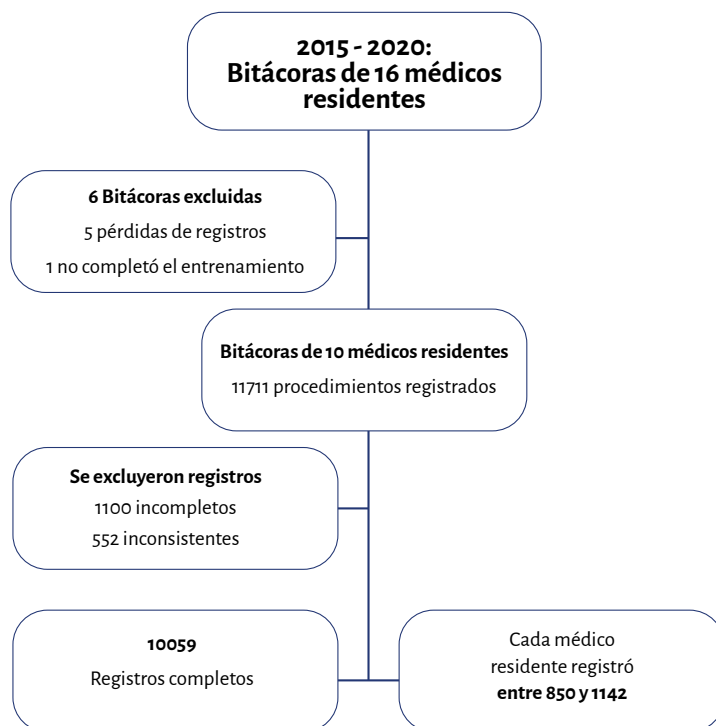 2015 - 2020:
Bitácoras de 16 médicos
residentes
6 Bitácoras excluidas
5 pérdidas de registros
1 no completó el entrenamiento
Bitácoras de 10 médicos residentes
11711 procedimientos registrados
Se excluyeron registros
1100 incompletos
552 inconsistentes
10059
Registros completos
Cada médico
residente registró
entre 850 y 1142